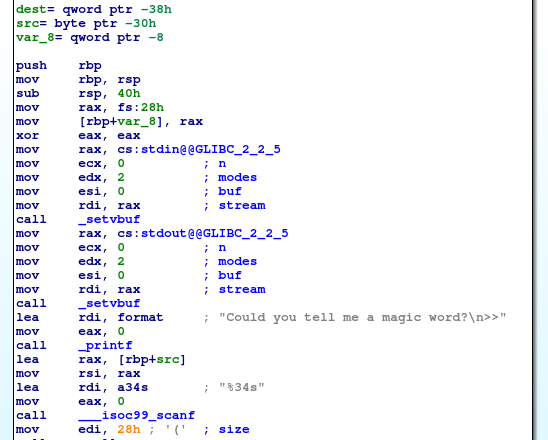 dest= qword ptr -38h
src= byte ptr -30h
var_8= qword ptr -8
push rbp
mov rbp, rsp
sub rsp, 40h
mov rax, fs:28h
mov [rbp+var_8], rax
xor eax, eax
mov rax, cs:stdin@@GLIBC_2_2_5
mov ecx, 0 ; n
mov edx, 2 ; modes
mov esi, 0 ; buf
mov rdi, rax ; stream
call _setvbuf
mov rax, cs:stdout@@GLIBC_2_2_5
mov ecx, 0 ; n
mov edx, 2 ; modes
mov esi, 0 ; buf
mov rdi, rax ; stream
call _setvbuf
lea rdi, format ; "Could you tell me a magic word?\n>>"
mov eax, 0
call _printf
lea rax, [rbp+src]
mov rsi, rax
lea rdi, a34s ; "%34s"
mov eax, 0
call ___isoc99_scanf
mov edi, 28h ; '(' ; size